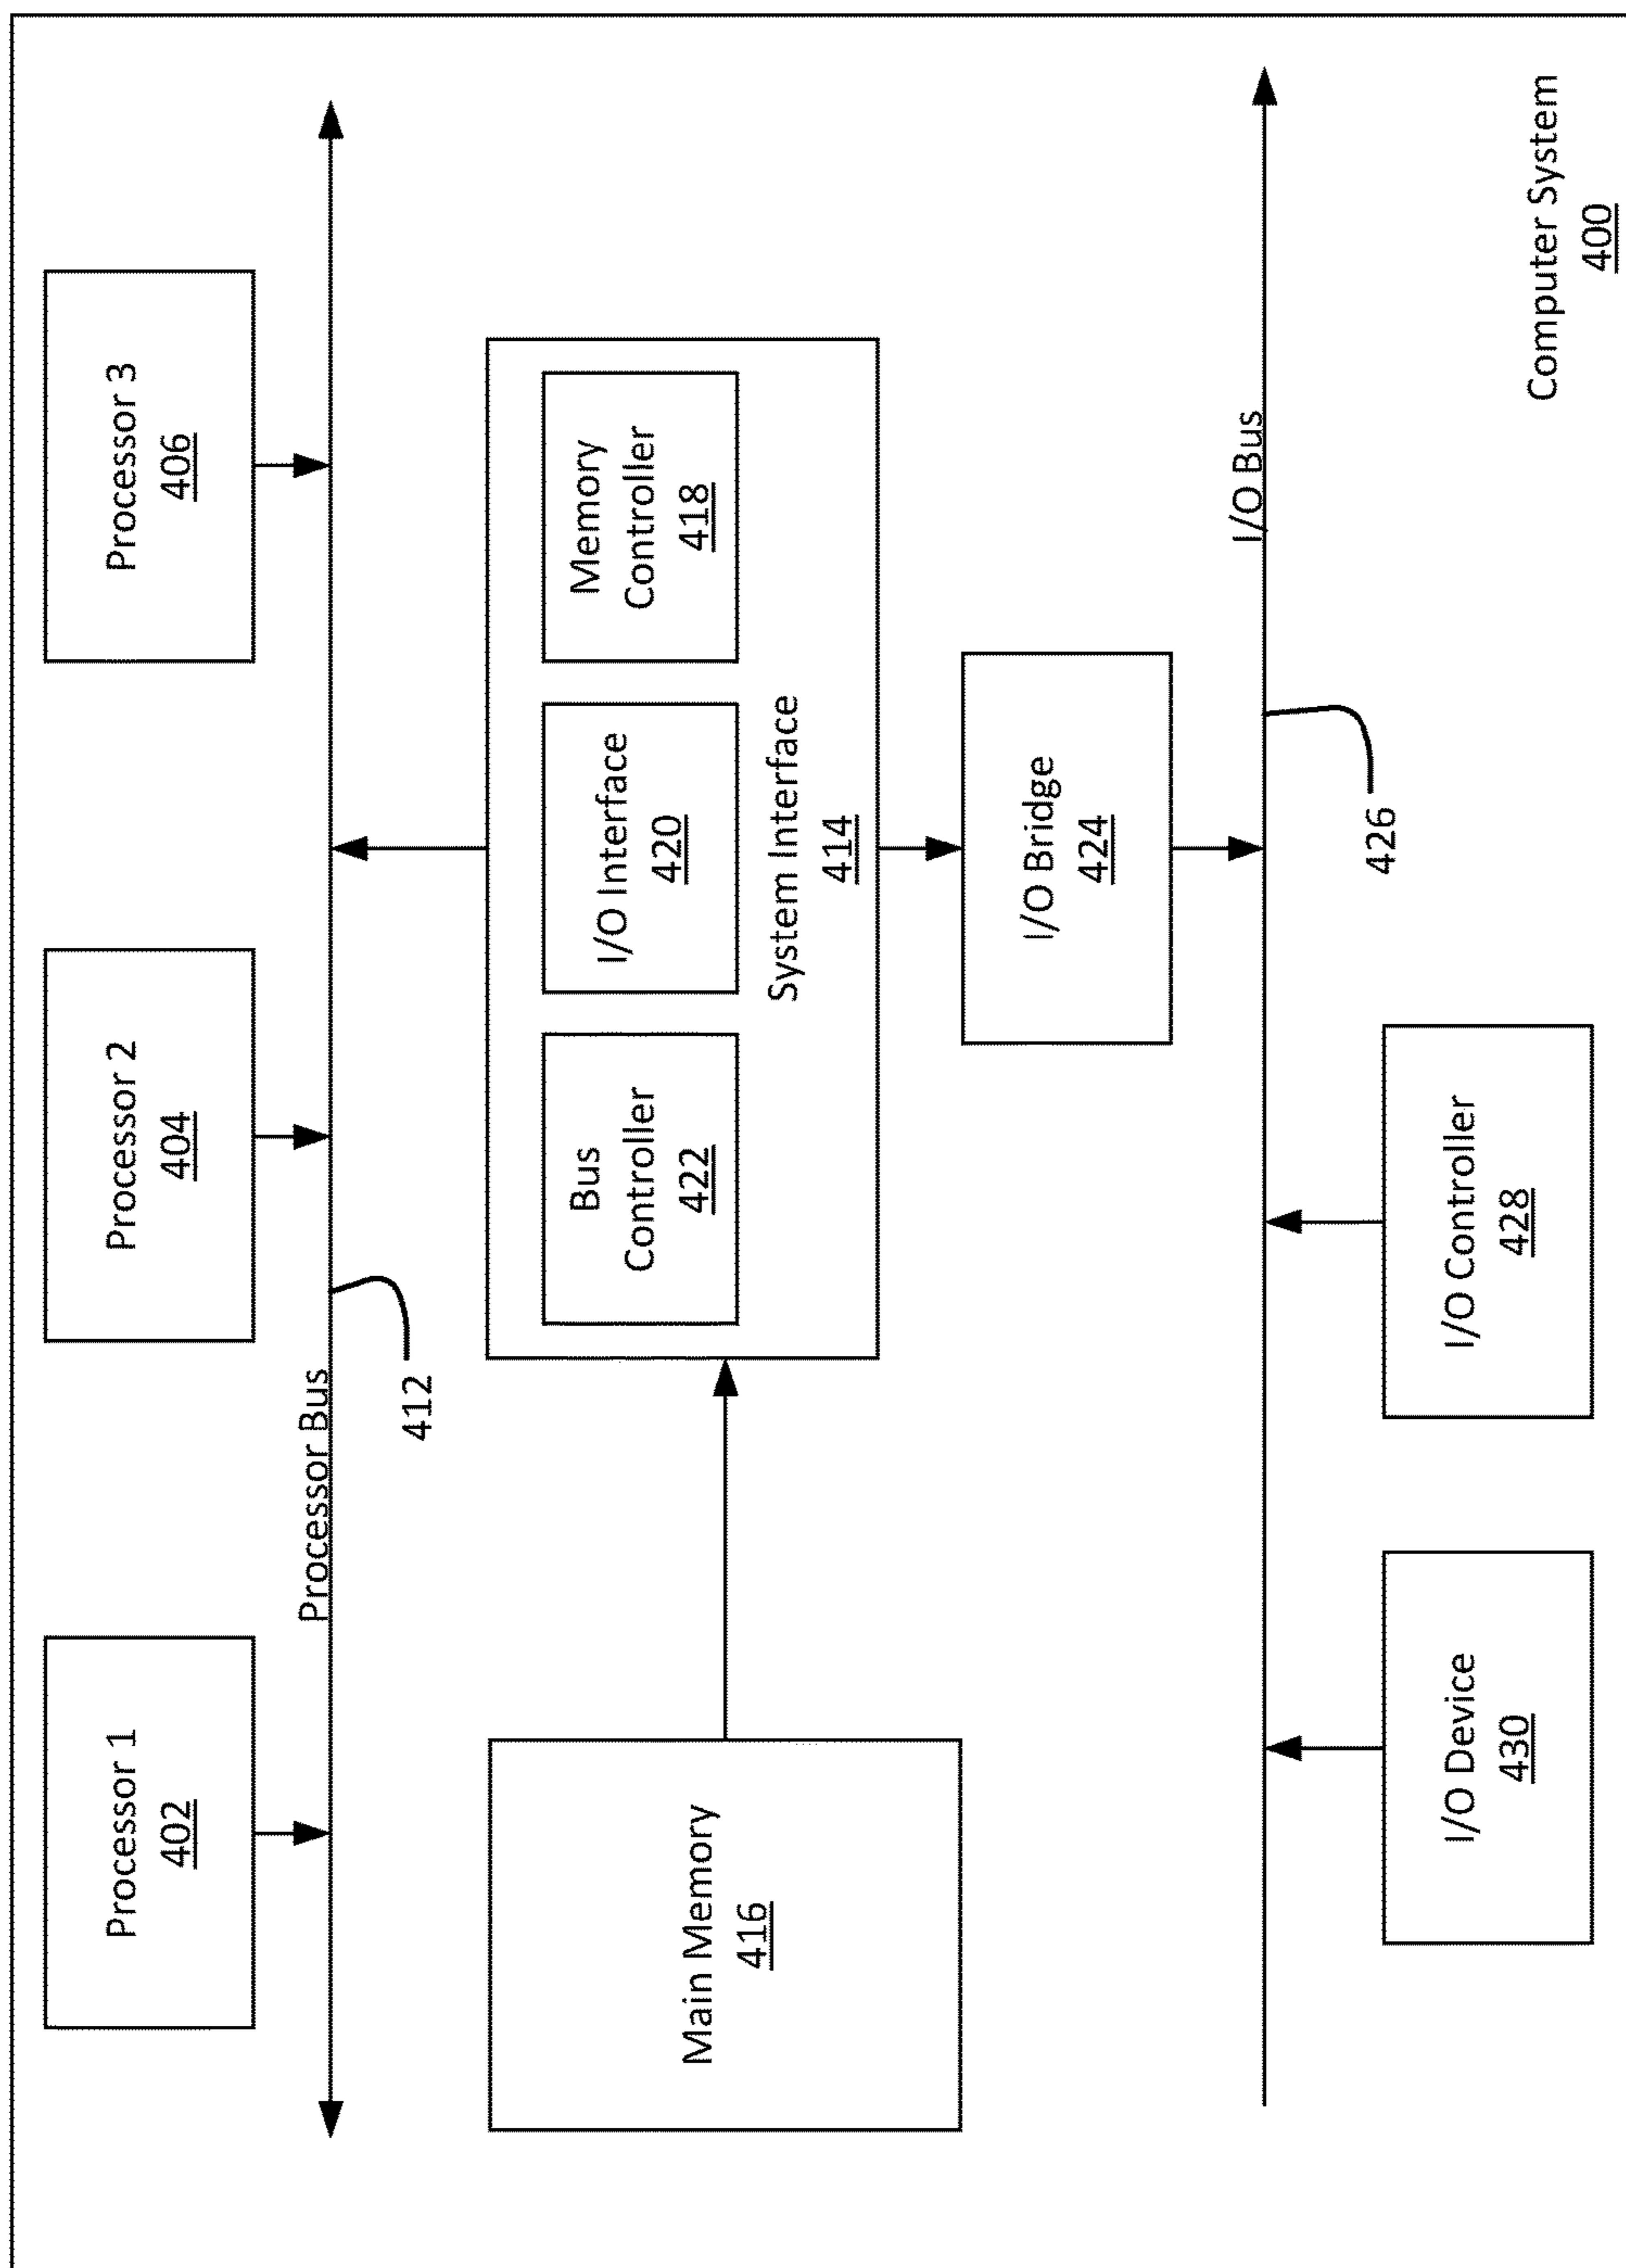 Processor 1
402
Processor 2
404
Processor 3
406
Processor Bus
412
Main Memory
416
Bus
Controller
422
I/O Interface
420
Memory
Controller
418
System Interface
414
I/O Bridge
424
I/O Bus
426
I/O Device
430
I/O Controller
428
Computer System
400